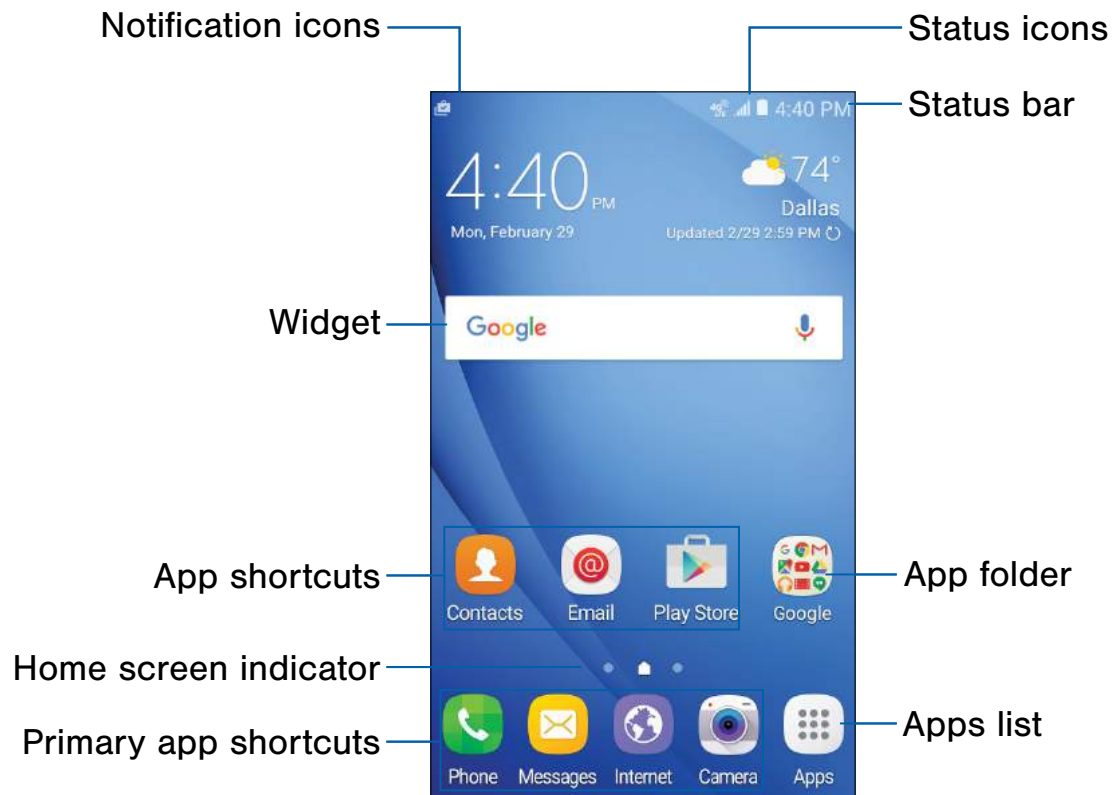 Notification icons
Status icons
4G LTE 4:40 PM
Status bar
4:40 PM
74°
Dallas
Mon, February 29
Updated 2/29 2:59 PM
Widget
Google
App shortcuts
App folder
Contacts Email Play Store Google
Home screen indicator
Primary app shortcuts
Apps list
Phone Messages Internet Camera Apps